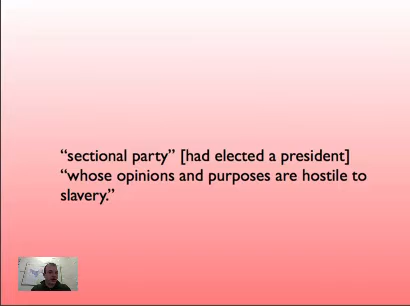 “sectional party” [had elected a president]
“whose opinions and purposes are hostile to
slavery.”